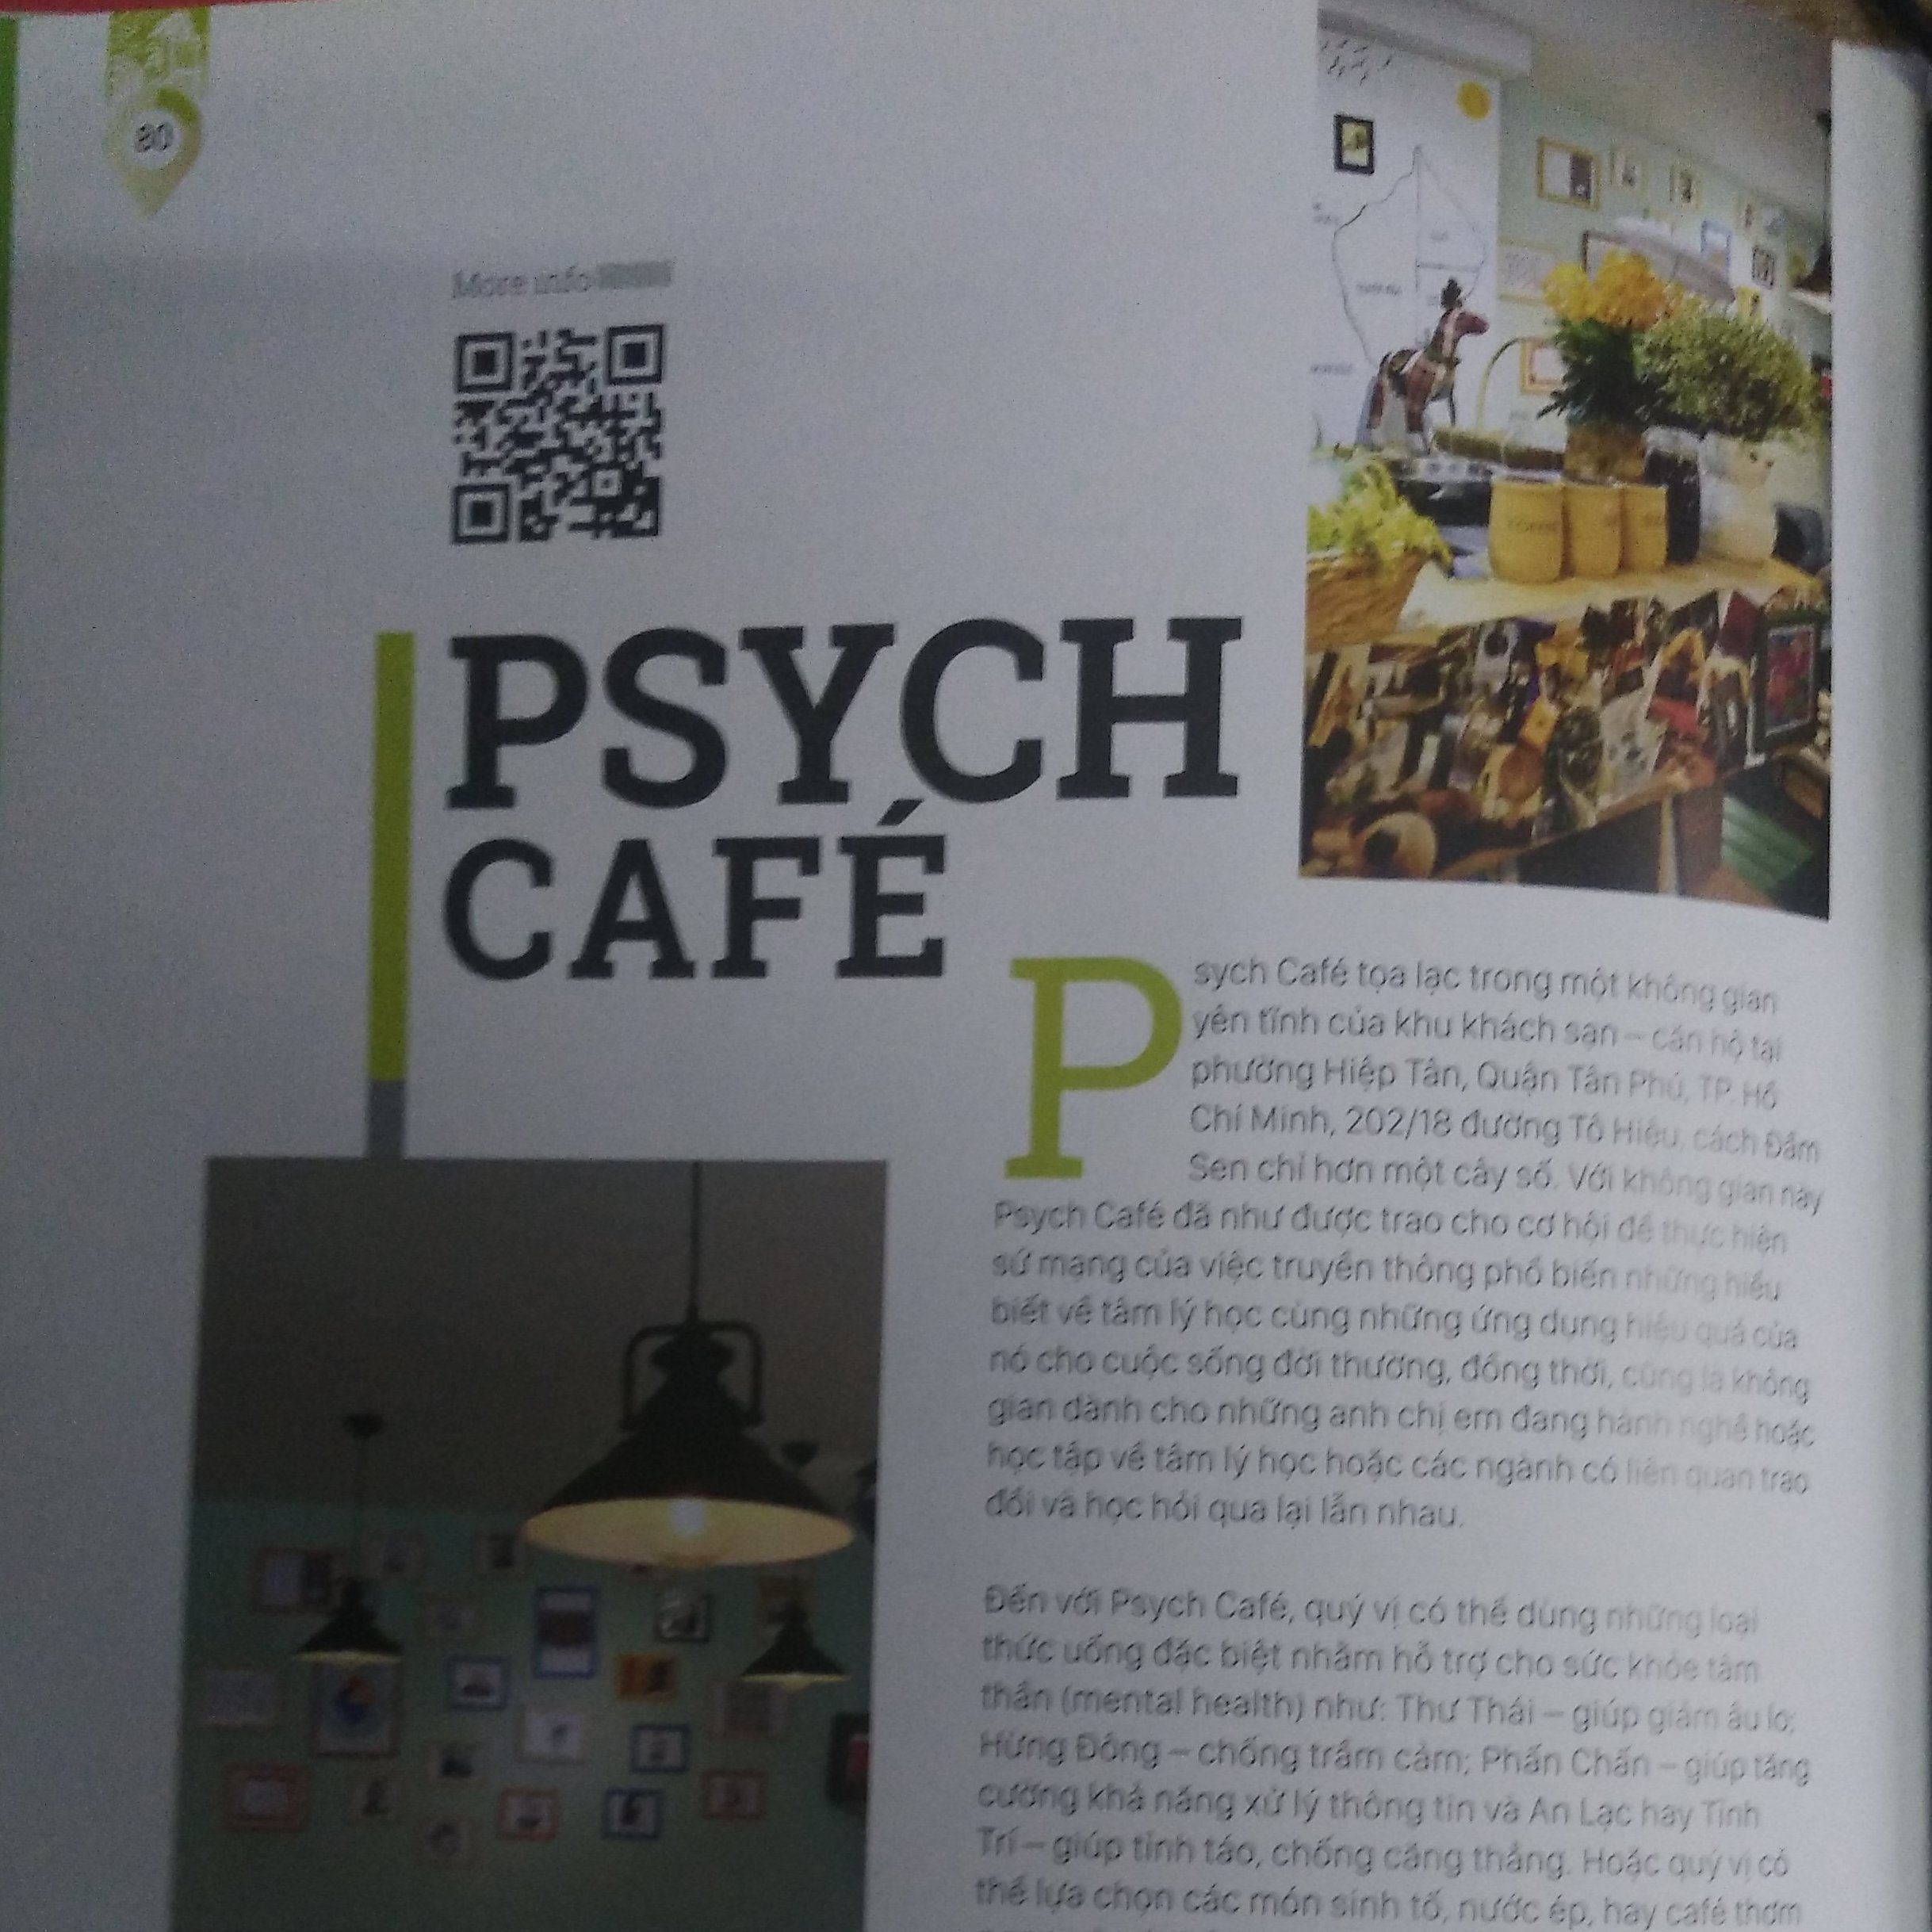 80
More info
PSYCH
CAFÉ
Psych Café tọa lạc trong một không gian
yên tĩnh của khu khách sạn – căn hộ tại
phường Hiệp Tân, Quận Tân Phú, TP. Hồ
Chí Minh, 202/18 đường Tô Hiệu, cách Đầm
Sen chỉ hơn một cây số. Với không gian này
Psych Café đã như được trao cho cơ hội để thực hiện
sứ mạng của việc truyền thông phổ biến những hiểu
biết về tâm lý học cùng những ứng dụng hiệu quả của
nó cho cuộc sống đời thường, đồng thời, cũng là không
gian dành cho những anh chị em đang hành nghề hoặc
học tập về tâm lý học hoặc các ngành có liên quan trao
đổi và học hỏi qua lại lẫn nhau.
Đến với Psych Café, quý vị có thể dùng những loại
thức uống đặc biệt nhằm hỗ trợ cho sức khỏe tâm
thần (mental health) như: Thư Thái – giúp giảm âu lo;
Hừng Đông – chống trầm cảm; Phấn Chấn – giúp tăng
cường khả năng xử lý thông tin và An Lạc hay Tỉnh
Trí – giúp tỉnh táo, chống căng thẳng. Hoặc quý vị có
thể lựa chọn các món sinh tố, nước ép, hay café thơm